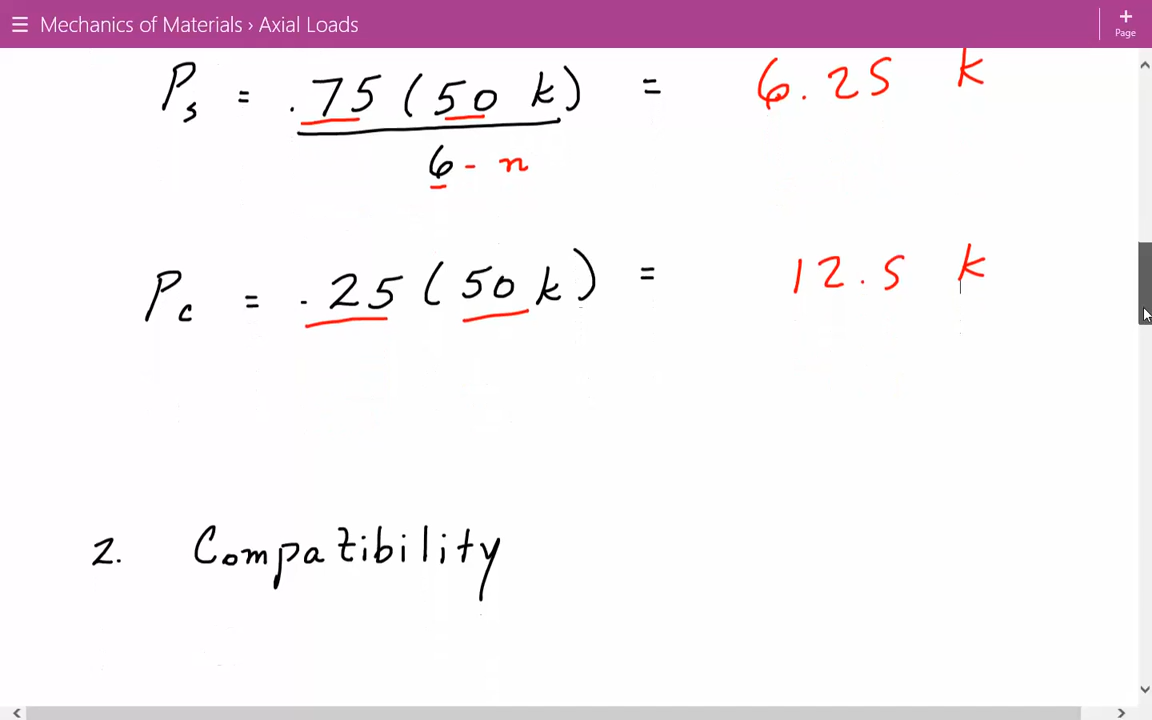 Mechanics of Materials › Axial Loads
Page
Ps = .75 (50 k) = 6.25 k
6 - n
Pc = .25 (50 k) = 12.5 k
2. Compatibility